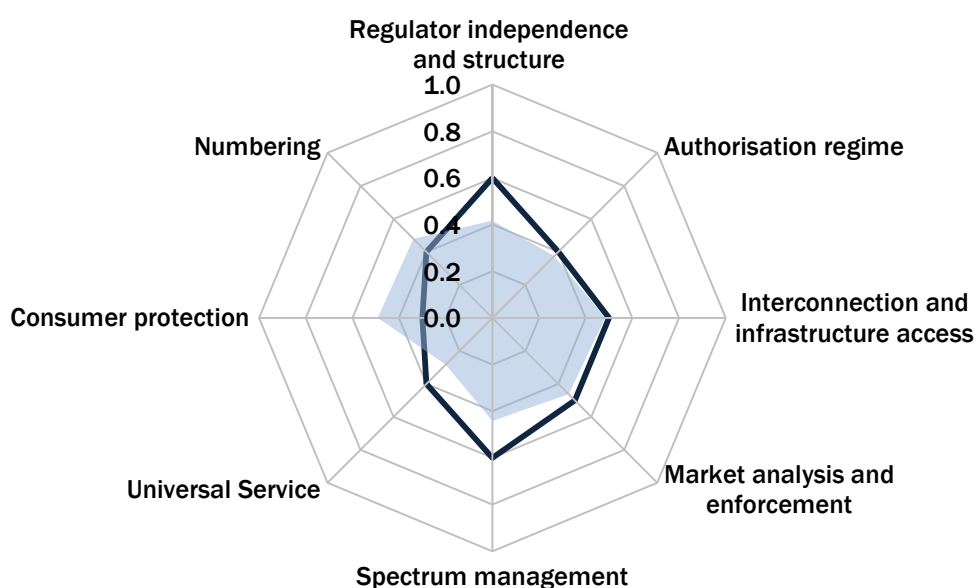 Regulator independence
and structure
1.0
Numbering
0.8
Authorisation regime
0.6
0.4
0.2
Consumer protection
0.0
Interconnection and
infrastructure access
Universal Service
Market analysis and
enforcement
Spectrum management